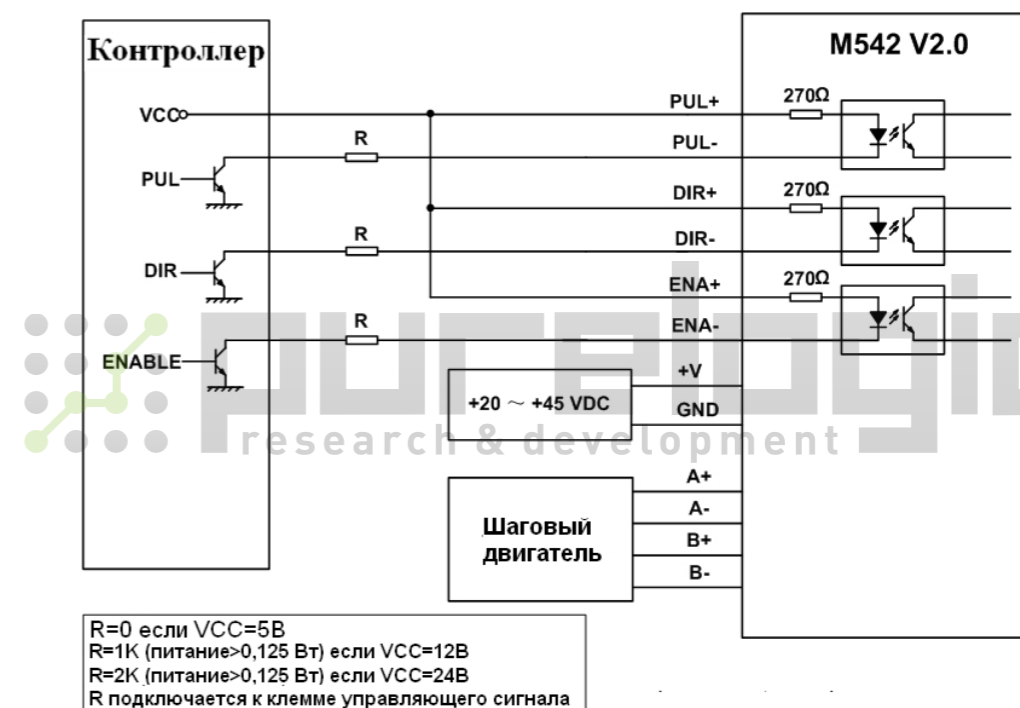 Контроллер
M542 V2.0
VCC
PUL+
270Ω
R
PUL-
PUL
DIR+
270Ω
R
DIR-
DIR
ENA+
270Ω
R
ENA-
ENABLE
purelogic
research & development
+20 ~ +45 VDC
+V
GND
Шаговый
двигатель
A+
A-
B+
B-
R=0 если VCC=5В
R=1K (питание>0,125 Вт) если VCC=12В
R=2K (питание>0,125 Вт) если VCC=24В
R подключается к клемме управляющего сигнала